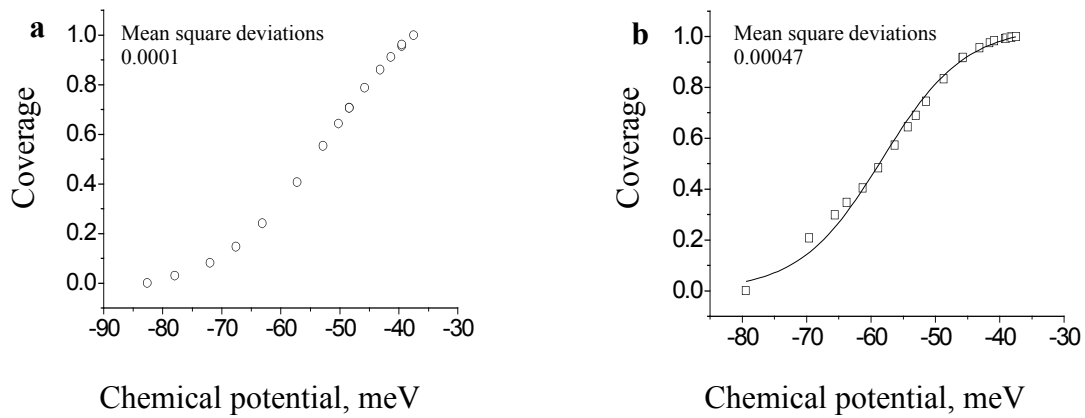 a
Mean square deviations
0.0001
1.0
0.8
0.6
0.4
0.2
0.0
Coverage
-90 -80 -70 -60 -50 -40 -30
Chemical potential, meV
b
Mean square deviations
0.00047
1.0
0.8
0.6
0.4
0.2
0.0
Coverage
-80 -70 -60 -50 -40 -30
Chemical potential, meV